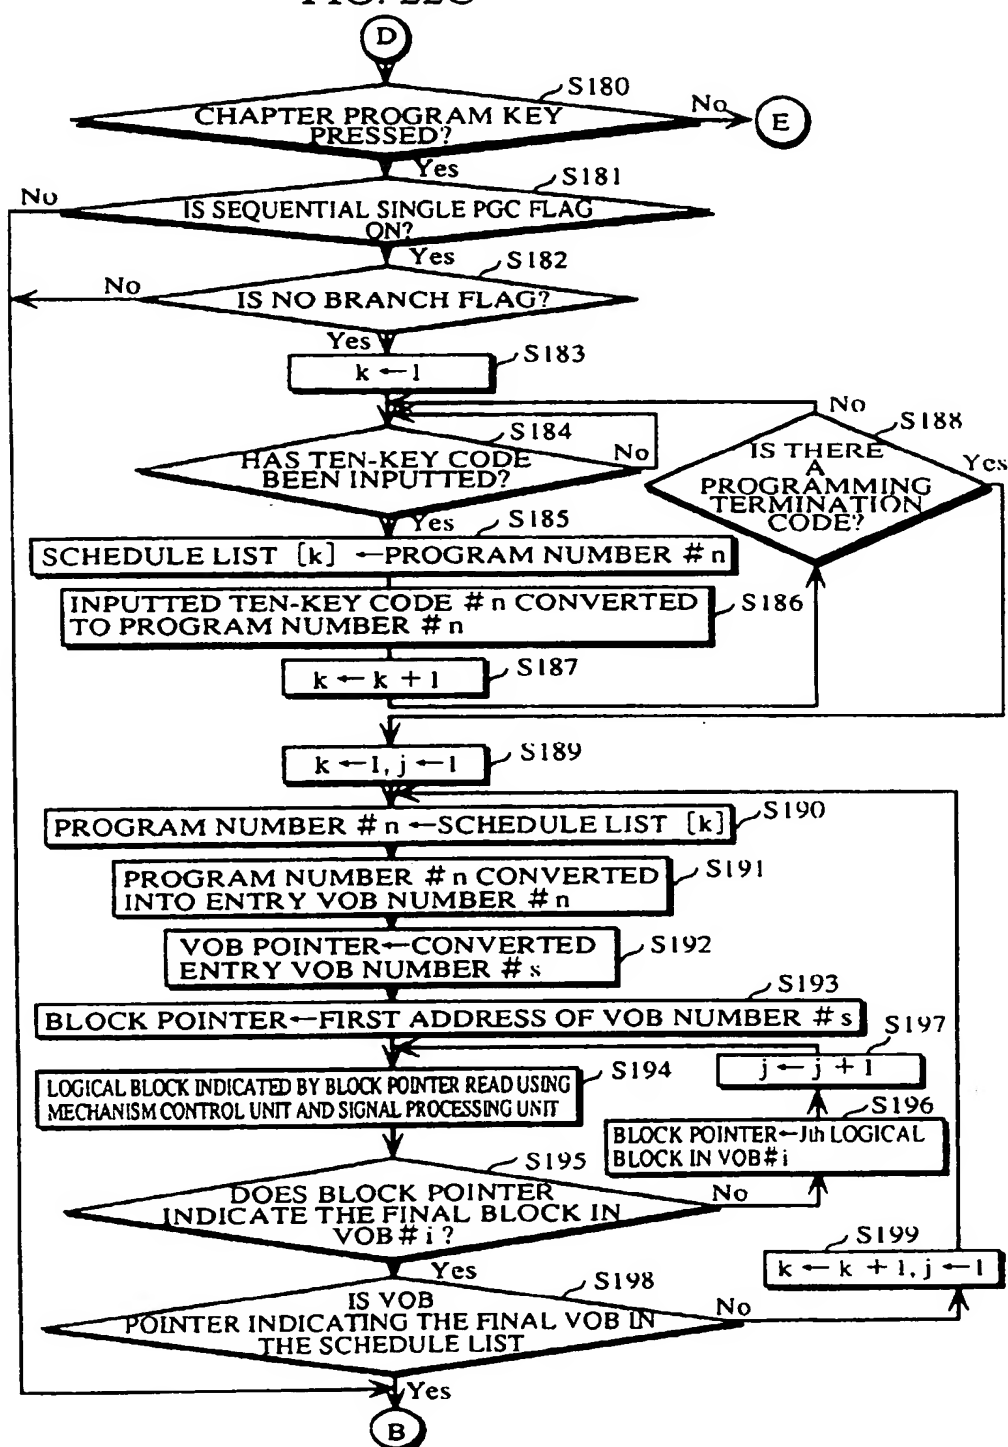 FIG. 22C
D
S180
CHAPTER PROGRAM KEY
PRESSED?
No
E
Yes
S181
No
IS SEQUENTIAL SINGLE PGC FLAG
ON?
Yes
S182
No
IS NO BRANCH FLAG?
Yes
S183
k ← 1
No
S188
S184
HAS TEN-KEY CODE
BEEN INPUTTED?
No
IS THERE
A
PROGRAMMING
TERMINATION
CODE?
Yes
Yes
S185
SCHEDULE LIST [k] ←PROGRAM NUMBER #n
INPUTTED TEN-KEY CODE #n CONVERTED
TO PROGRAM NUMBER #n
S186
S187
k ← k + 1
S189
k ← 1, j ← 1
S190
PROGRAM NUMBER #n ←SCHEDULE LIST [k]
S191
PROGRAM NUMBER #n CONVERTED
INTO ENTRY VOB NUMBER #n
S192
VOB POINTER←CONVERTED
ENTRY VOB NUMBER #s
S193
BLOCK POINTER←FIRST ADDRESS OF VOB NUMBER #s
S197
j ← j + 1
S194
LOGICAL BLOCK INDICATED BY BLOCK POINTER READ USING
MECHANISM CONTROL UNIT AND SIGNAL PROCESSING UNIT
S196
BLOCK POINTER←Jth LOGICAL
BLOCK IN VOB#i
S195
DOES BLOCK POINTER
INDICATE THE FINAL BLOCK IN
VOB#i?
No
Yes
S199
k ← k + 1, j ← 1
S198
IS VOB
POINTER INDICATING THE FINAL VOB IN
THE SCHEDULE LIST
No
Yes
B